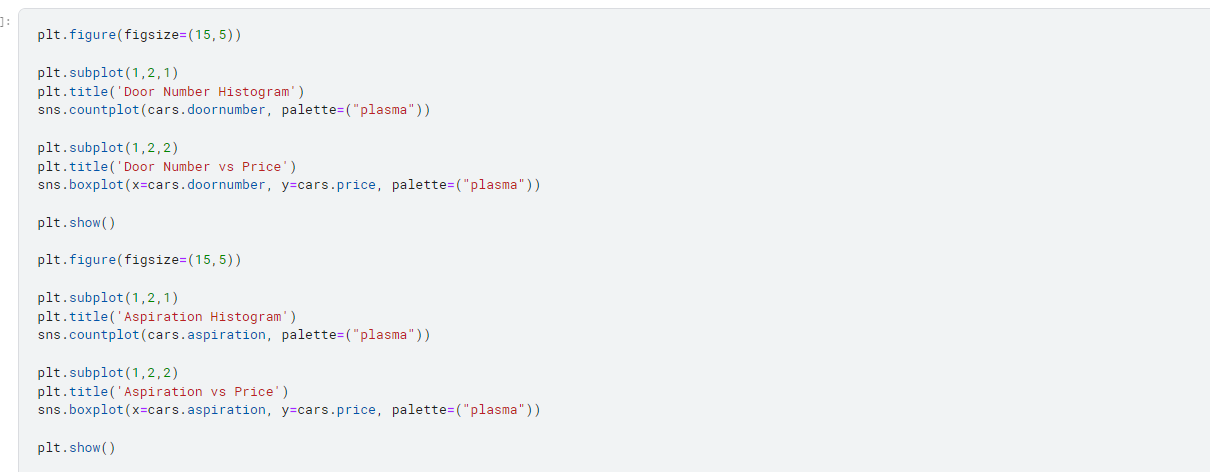 ]:
plt.figure(figsize=(15,5))
plt.subplot(1,2,1)
plt.title('Door Number Histogram')
sns.countplot(cars.doornumber, palette=("plasma"))
plt.subplot(1,2,2)
plt.title('Door Number vs Price')
sns.boxplot(x=cars.doornumber, y=cars.price, palette=("plasma"))
plt.show()
plt.figure(figsize=(15,5))
plt.subplot(1,2,1)
plt.title('Aspiration Histogram')
sns.countplot(cars.aspiration, palette=("plasma"))
plt.subplot(1,2,2)
plt.title('Aspiration vs Price')
sns.boxplot(x=cars.aspiration, y=cars.price, palette=("plasma"))
plt.show()